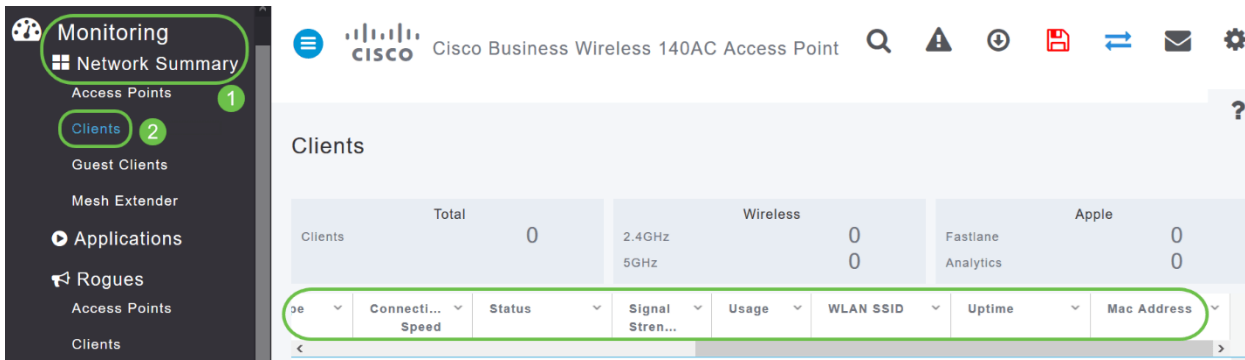 Monitoring
Network Summary
1
Access Points
Clients 2
Guest Clients
Mesh Extender
Applications
Rogues
Access Points
Clients
CISCO Cisco Business Wireless 140AC Access Point
?
Clients
Total
Clients 0
Wireless
2.4GHz 0
5GHz 0
Apple
Fastlane 0
Analytics 0
pe Connecti... Status Signal Usage WLAN SSID Uptime Mac Address
Speed Stren...